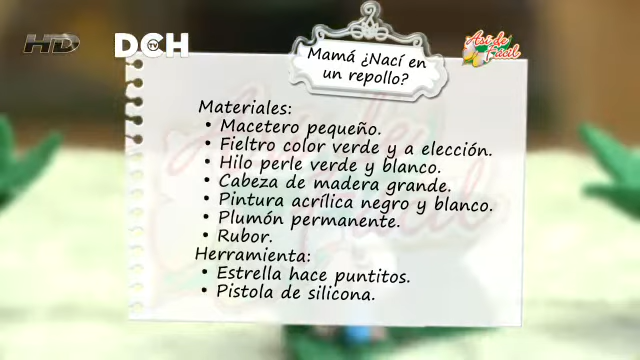 HD
DCH
TV
Así de
Fácil
Mamá ¿Nací en
un repollo?
Materiales:
• Macetero pequeño.
• Fieltro color verde y a elección.
• Hilo perle verde y blanco.
• Cabeza de madera grande.
• Pintura acrílica negro y blanco.
• Plumón permanente.
• Rubor.
Herramienta:
• Estrella hace puntitos.
• Pistola de silicona.